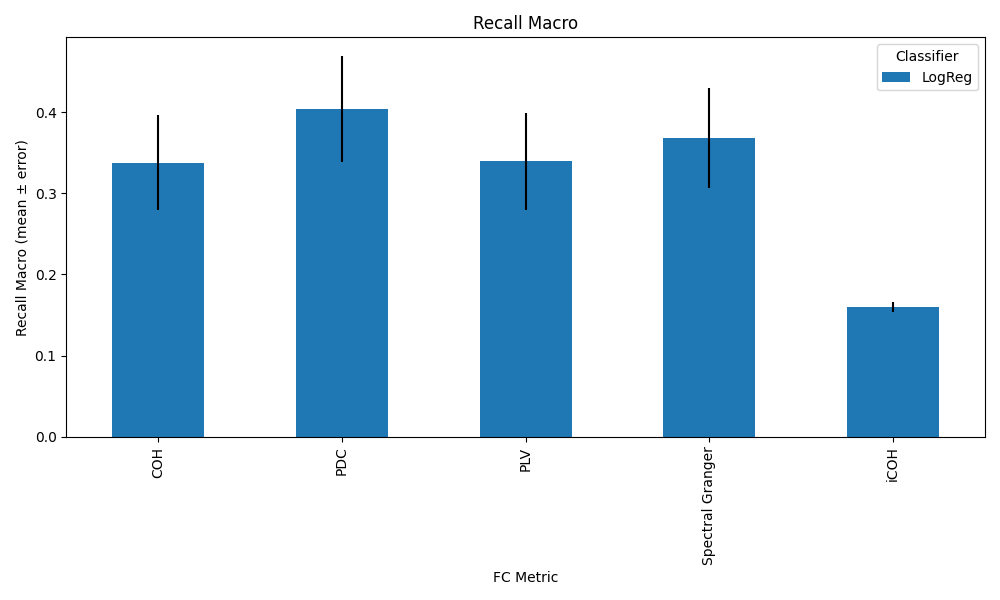 Recall Macro
Classifier
LogReg
Recall Macro (mean ± error)
0.4
0.3
0.2
0.1
0.0
COH
PDC
PLV
Spectral Granger
iCOH
FC Metric